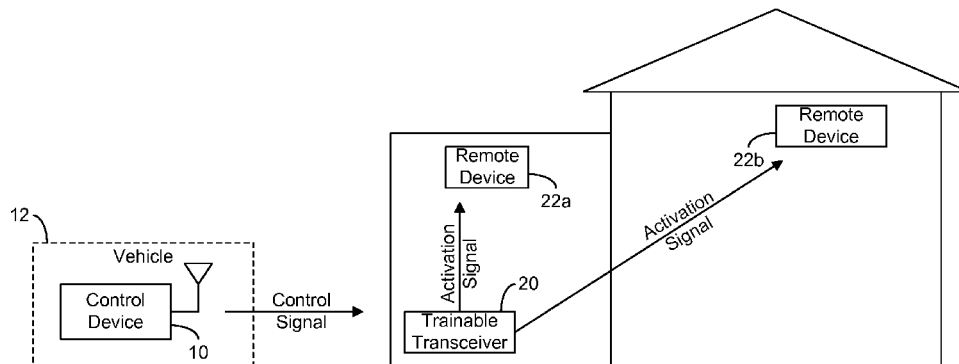 12
Vehicle
Control
Device
10
Control
Signal
Remote
Device
22a
Activation
Signal
20
Trainable
Transceiver
Activation
Signal
Remote
Device
22b